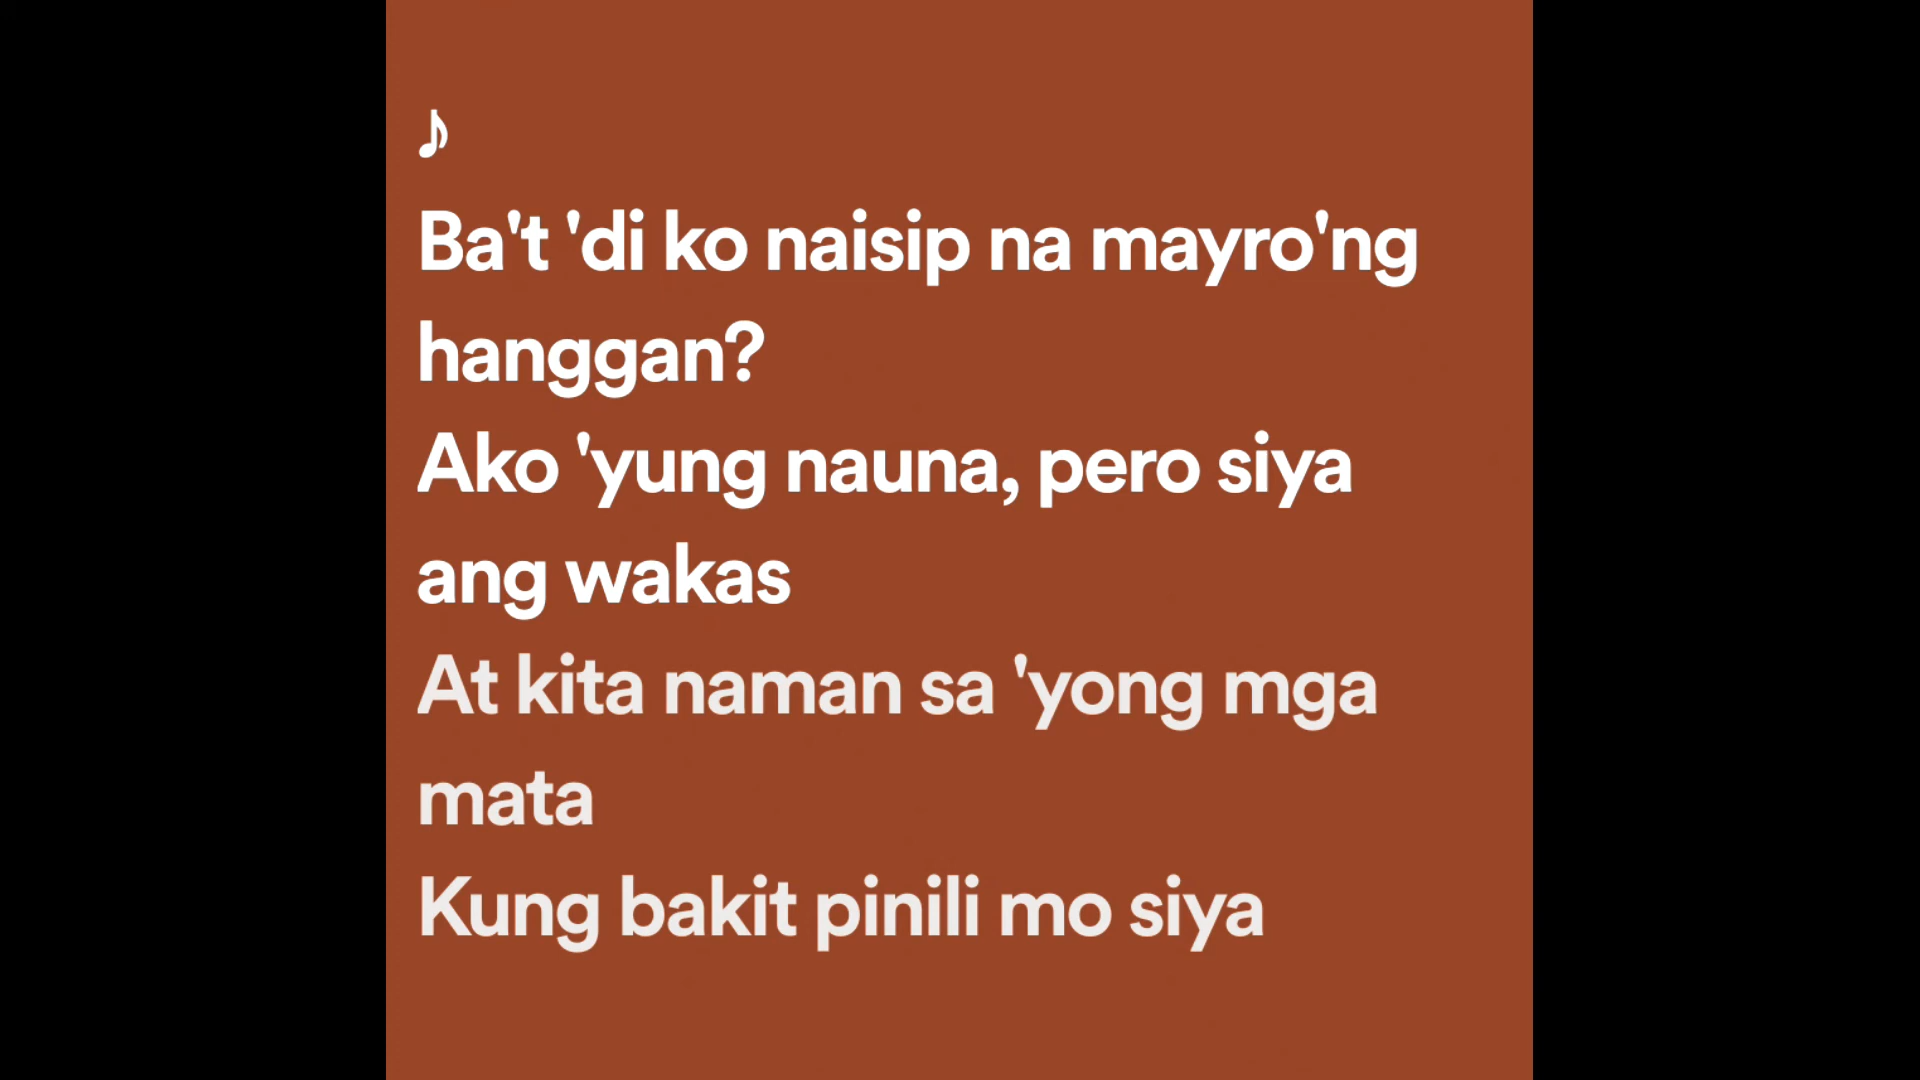 ♪
Ba't 'di ko naisip na mayro'ng
hanggan?
Ako 'yung nauna, pero siya
ang wakas
At kita naman sa 'yong mga
mata
Kung bakit pinili mo siya